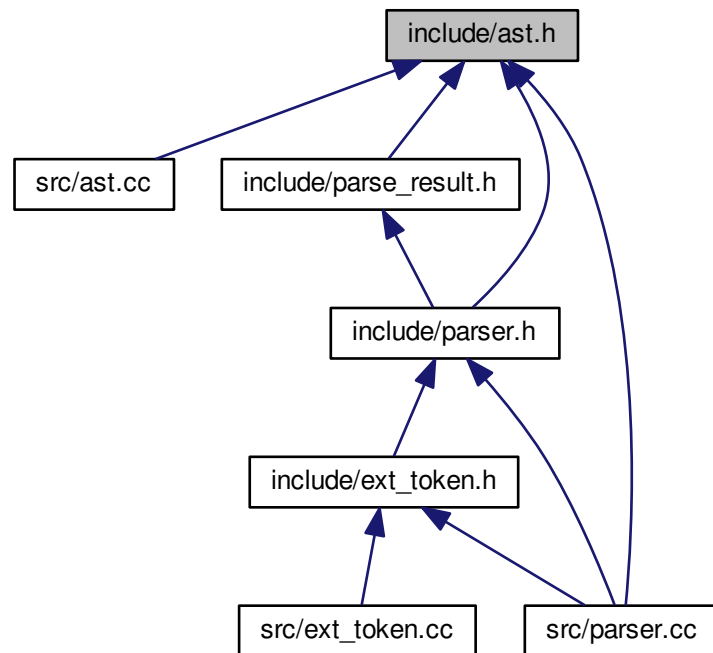 include/ast.h
src/ast.cc
include/parse_result.h
include/parser.h
include/ext_token.h
src/ext_token.cc
src/parser.cc